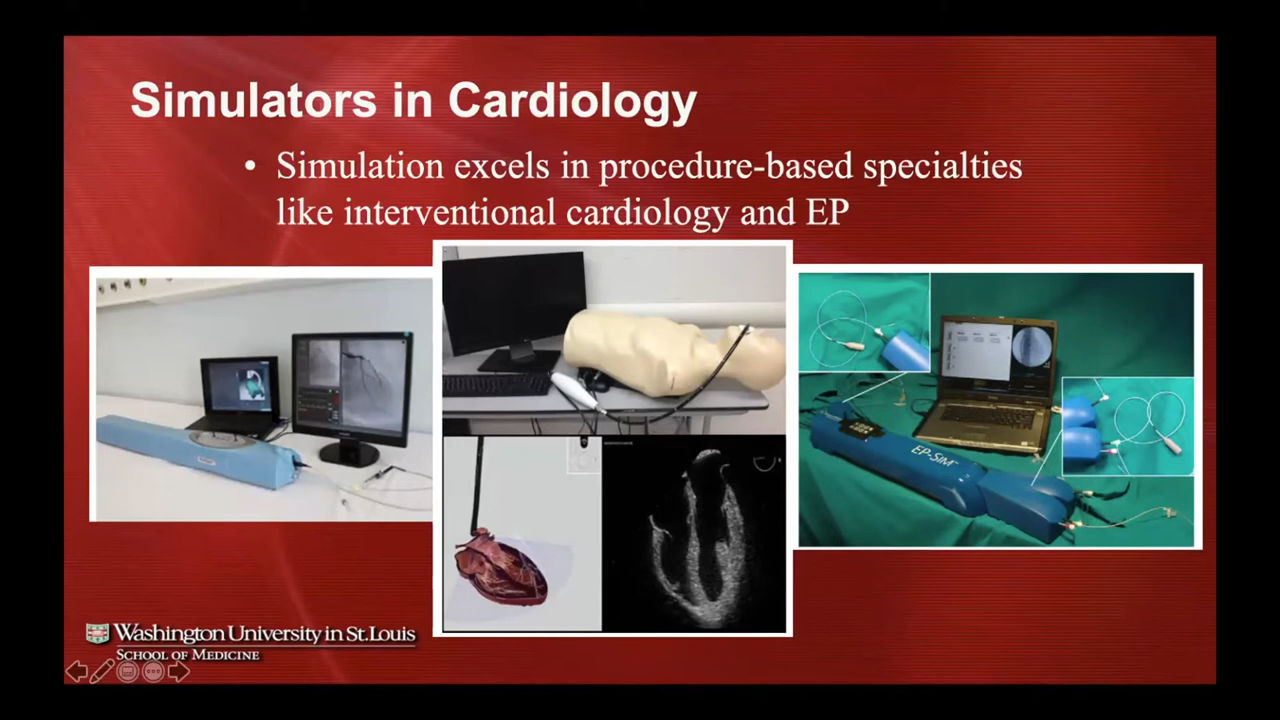 Simulators in Cardiology
• Simulation excels in procedure-based specialties
like interventional cardiology and EP
EP-SIM™
Washington University in St. Louis
School of Medicine